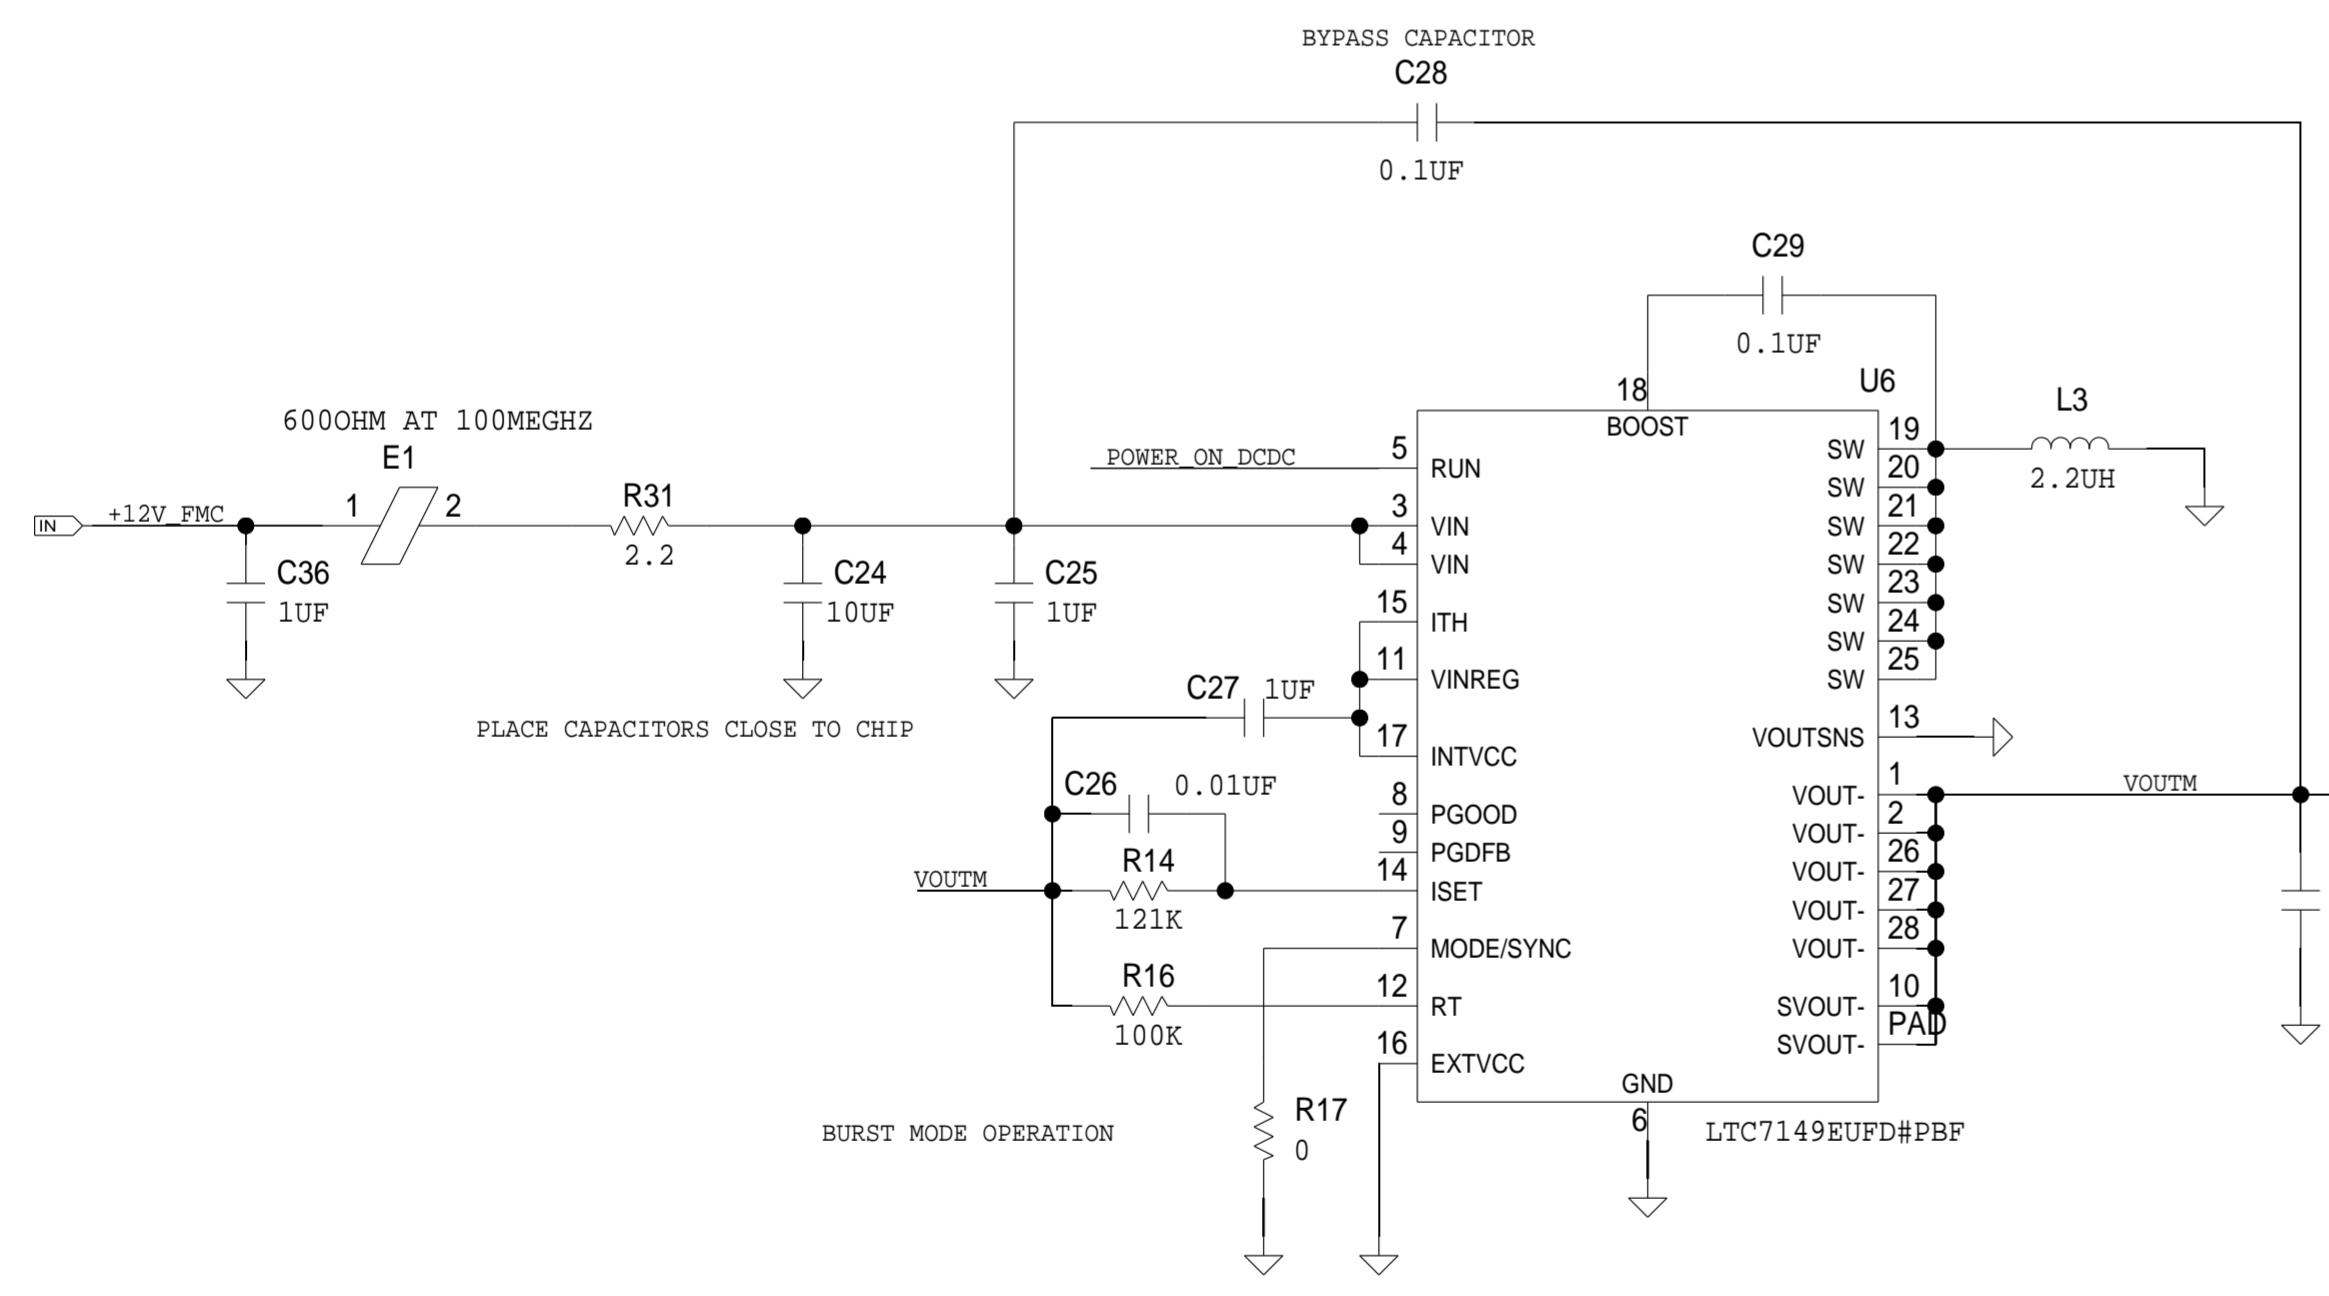 BYPASS CAPACITOR
C28
0.1UF
C29
0.1UF
U6
18
BOOST
L3
2.2UH
600OHM AT 100MEGHZ
E1
1
2
IN
+12V_FMC
R31
2.2
C36
1UF
C24
10UF
C25
1UF
PLACE CAPACITORS CLOSE TO CHIP
POWER_ON_DCDC
5
RUN
3
VIN
4
VIN
15
ITH
11
VINREG
C27
1UF
17
INTVCC
C26
0.01UF
8
PGOOD
9
PGDFB
R14
121K
14
ISET
VOUTM
7
MODE/SYNC
R16
100K
12
RT
16
EXTVCC
19
SW
20
SW
21
SW
22
SW
23
SW
24
SW
25
SW
13
VOUTSNS
1
VOUT-
VOUTM
2
VOUT-
26
VOUT-
27
VOUT-
28
VOUT-
10
SVOUT-
PAD
SVOUT-
GND
6
R17
0
BURST MODE OPERATION
LTC7149EUFD#PBF